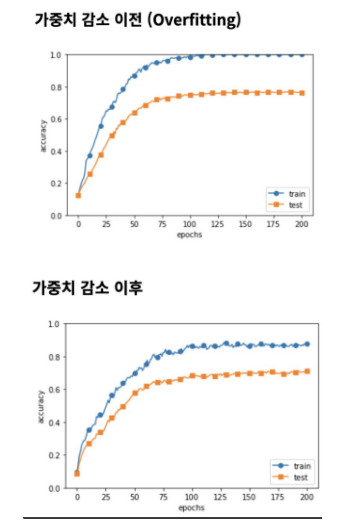 가중치 감소 이전 (Overfitting)
1.0
0.8
0.6
0.4
0.2
0.0
accuracy
train
test
0 25 50 75 100 125 150 175 200
epochs
가중치 감소 이후
1.0
0.8
0.6
0.4
0.2
0.0
accuracy
train
test
0 25 50 75 100 125 150 175 200
epochs